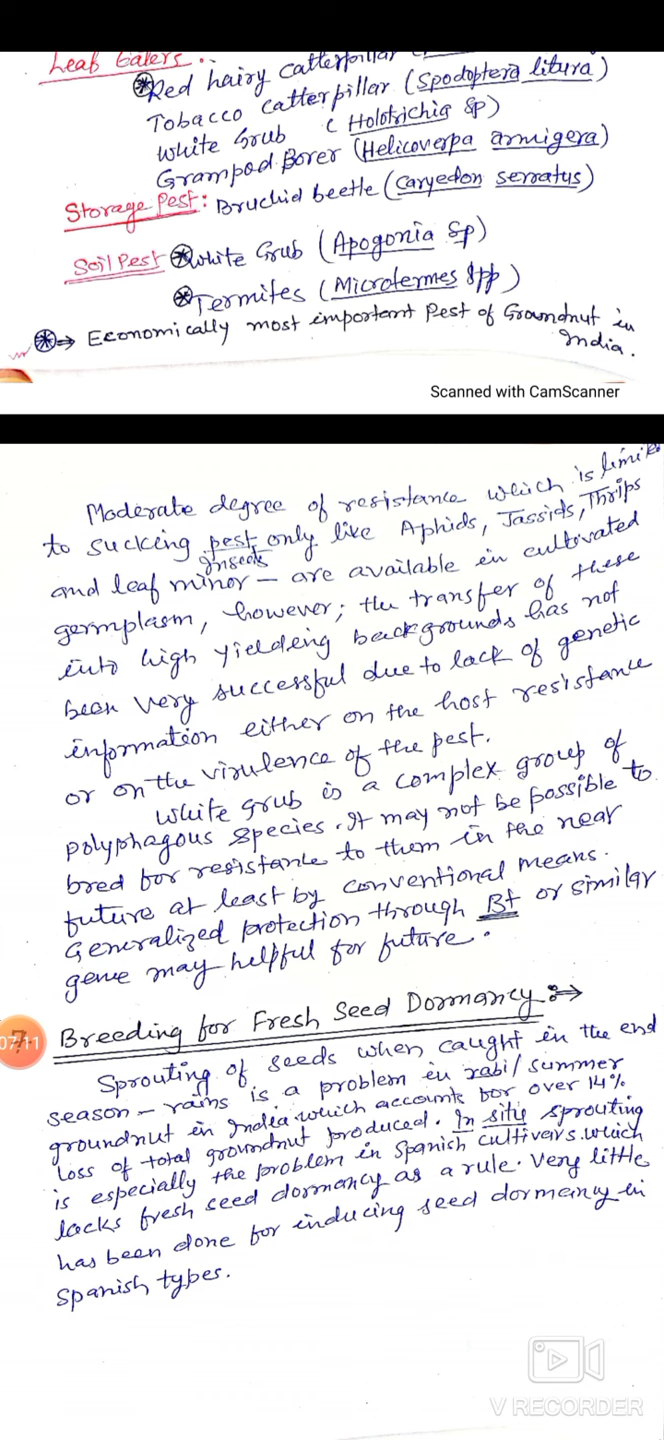 Leaf Eaters:
⊛Red hairy Catterpillar
Tobacco Catterpillar (Spodoptera litura)
White Grub ( Holotrichia Sp)
Grampod Borer (Helicoverpa armigera)
Storage Pest: Bruchid beetle (Caryedon serratus)
Soil Pest ⊛White Grub (Apogonia Sp)
⊛Termites (Microtermes Spp)
⊛⇒ Economically most important Pest of Groundnut in
India.
Scanned with CamScanner
Moderate degree of resistance which is limit
to sucking pest only like Aphids, Jassids, Thrips
insects
and leaf minor – are available in cultivated
germplasm, however; the transfer of these
into high yielding backgrounds has not
been very successful due to lack of genetic
information either on the host resistance
or on the virulence of the pest.
White grub is a complex group of
polyphagous species. It may not be possible to
bred for resistance to them in the near
future at least by conventional means.
Generalized protection through Bt or similar
gene may helpful for future.
07:11
7
Breeding for Fresh Seed Dormancy:⇒
Sprouting of seeds when caught in the end
season – rains is a problem in rabi/summer
groundnut in India which accounts for over 14%
loss of total groundnut produced. In situ sprouting
is especially the problem in Spanish cultivars. which
lacks fresh seed dormancy as a rule. Very little
has been done for inducing seed dormancy in
Spanish types.
V RECORDER